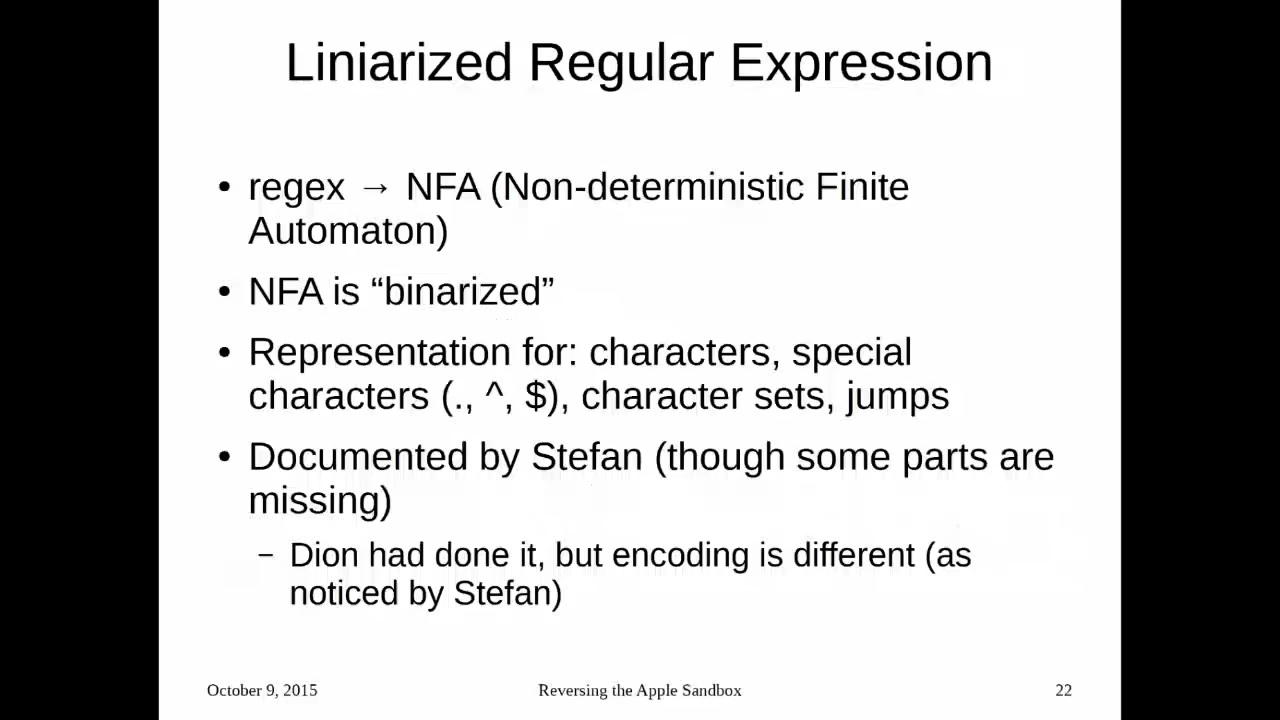 Liniarized Regular Expression
• regex → NFA (Non-deterministic Finite
Automaton)
• NFA is “binarized”
• Representation for: characters, special
characters (., ^, $), character sets, jumps
• Documented by Stefan (though some parts are
missing)
– Dion had done it, but encoding is different (as
noticed by Stefan)
October 9, 2015 Reversing the Apple Sandbox 22